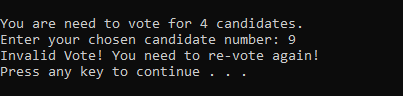 You are need to vote for 4 candidates.
Enter your chosen candidate number: 9
Invalid Vote! You need to re-vote again!
Press any key to continue . . .